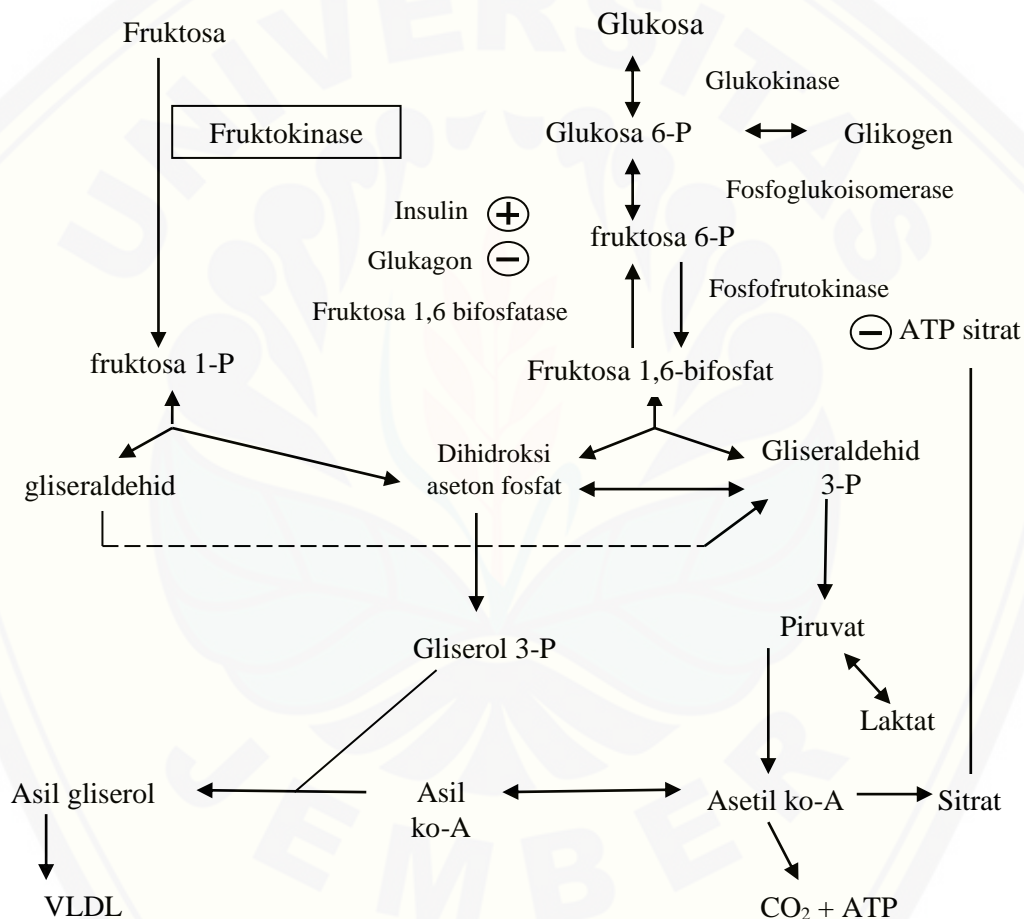 Fruktosa
Glukosa
Glukokinase
Fruktokinase
Glukosa 6-P
Glikogen
Fosfoglukoisomerase
Insulin +
fruktosa 6-P
Glukagon −
Fosfofrutokinase
Fruktosa 1,6 bifosfatase
− ATP sitrat
fruktosa 1-P
Fruktosa 1,6-bifosfat
gliseraldehid
Dihidroksi
aseton fosfat
Gliseraldehid
3-P
Piruvat
Gliserol 3-P
Laktat
Asil gliserol
Asil
ko-A
Asetil ko-A
Sitrat
VLDL
CO₂ + ATP
UNIVERSITAS
JEMBER